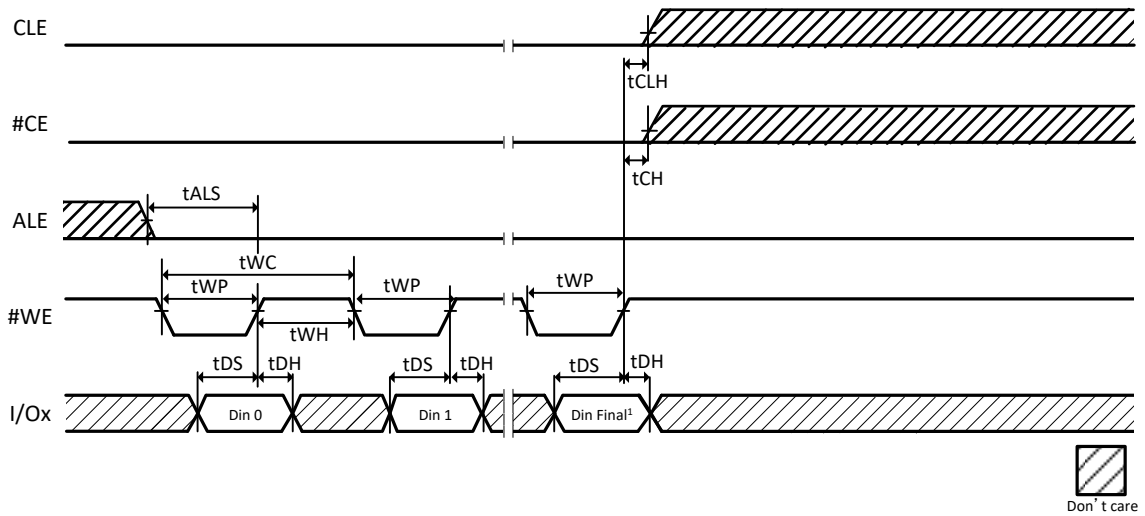 CLE
tCLH
#CE
tCH
ALE
tALS
tWC
#WE
tWP
tWP
tWP
tWH
tDS
tDH
tDS
tDH
tDS
tDH
I/Ox
Din 0
Din 1
Din Final¹
Don't care